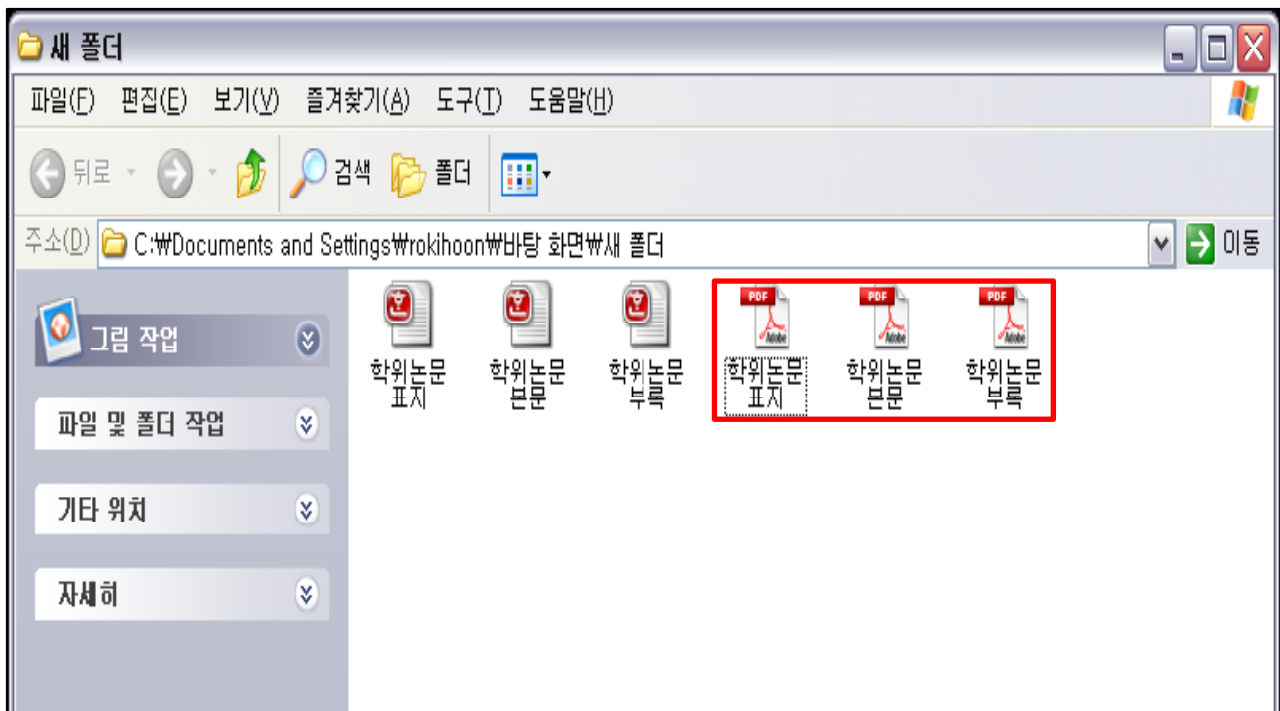 새 폴더
파일(F) 편집(E) 보기(V) 즐겨찾기(A) 도구(T) 도움말(H)
뒤로 검색 폴더
주소(D) C:₩Documents and Settings₩rokihoon₩바탕 화면₩새 폴더 이동
그림 작업
파일 및 폴더 작업
기타 위치
자세히
학위논문
표지
학위논문
본문
학위논문
부록
PDF
Adobe
학위논문
표지
PDF
Adobe
학위논문
본문
PDF
Adobe
학위논문
부록